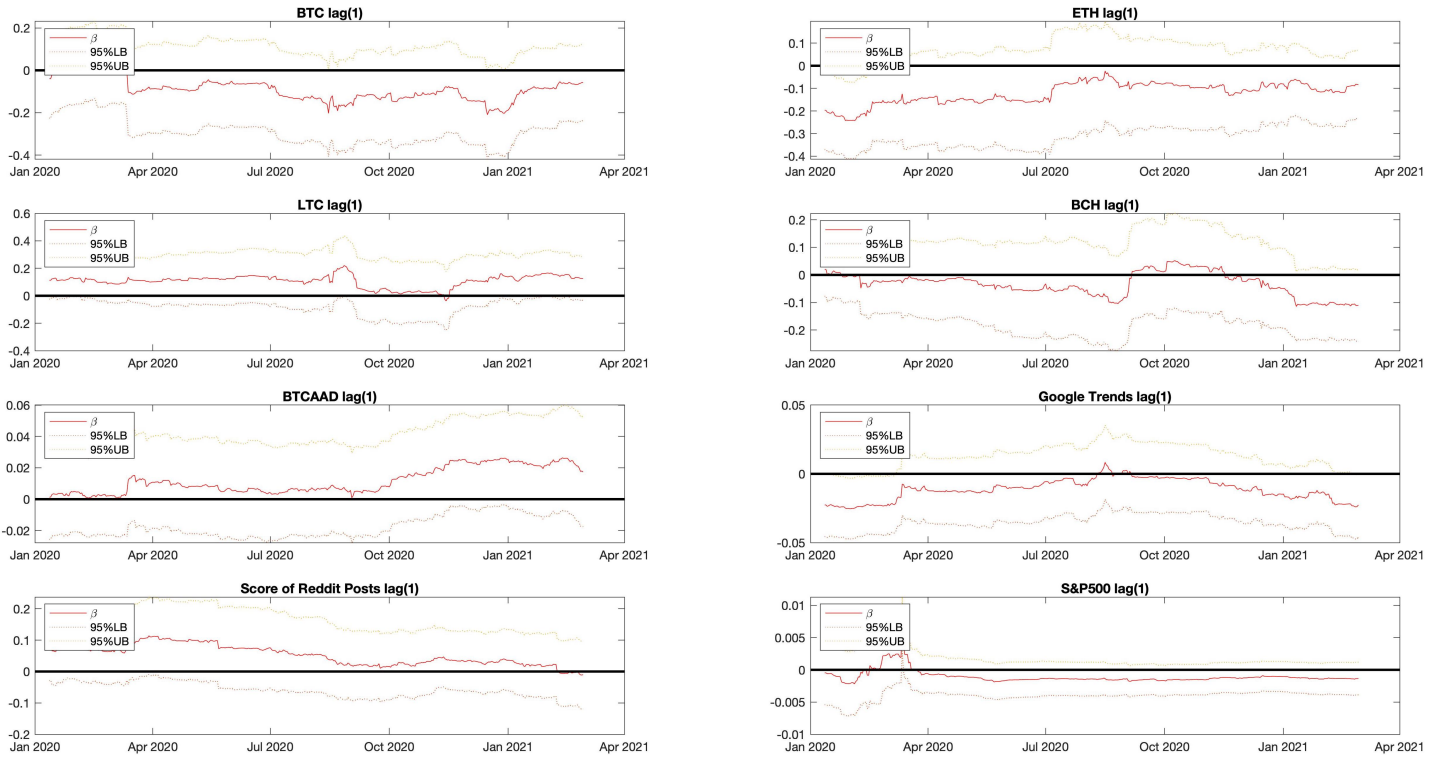 BTC lag(1)
0.2
0
-0.2
-0.4
β
95%LB
95%UB
Jan 2020 Apr 2020 Jul 2020 Oct 2020 Jan 2021 Apr 2021
ETH lag(1)
0.1
0
-0.1
-0.2
-0.3
-0.4
β
95%LB
95%UB
Jan 2020 Apr 2020 Jul 2020 Oct 2020 Jan 2021 Apr 2021
LTC lag(1)
0.6
0.4
0.2
0
-0.2
-0.4
β
95%LB
95%UB
Jan 2020 Apr 2020 Jul 2020 Oct 2020 Jan 2021 Apr 2021
BCH lag(1)
0.2
0.1
0
-0.1
-0.2
β
95%LB
95%UB
Jan 2020 Apr 2020 Jul 2020 Oct 2020 Jan 2021 Apr 2021
BTCAAD lag(1)
0.06
0.04
0.02
0
-0.02
β
95%LB
95%UB
Jan 2020 Apr 2020 Jul 2020 Oct 2020 Jan 2021 Apr 2021
Google Trends lag(1)
0.05
0
-0.05
β
95%LB
95%UB
Jan 2020 Apr 2020 Jul 2020 Oct 2020 Jan 2021 Apr 2021
Score of Reddit Posts lag(1)
0.2
0.1
0
-0.1
-0.2
β
95%LB
95%UB
Jan 2020 Apr 2020 Jul 2020 Oct 2020 Jan 2021 Apr 2021
S&P500 lag(1)
0.01
0.005
0
-0.005
-0.01
β
95%LB
95%UB
Jan 2020 Apr 2020 Jul 2020 Oct 2020 Jan 2021 Apr 2021